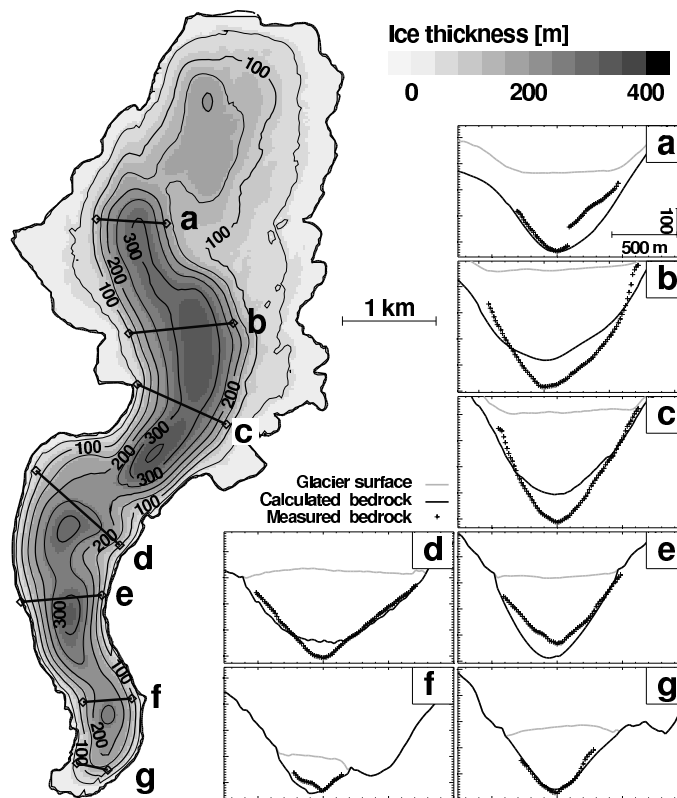 Ice thickness [m]
0 200 400
100
a
100
500 m
a
300
200
100
100
b
1 km
b
200
c
c
100
200
300
300
100
Glacier surface
Calculated bedrock
Measured bedrock
d
200
d
e
e
300
100
f
200
100
g
f
g